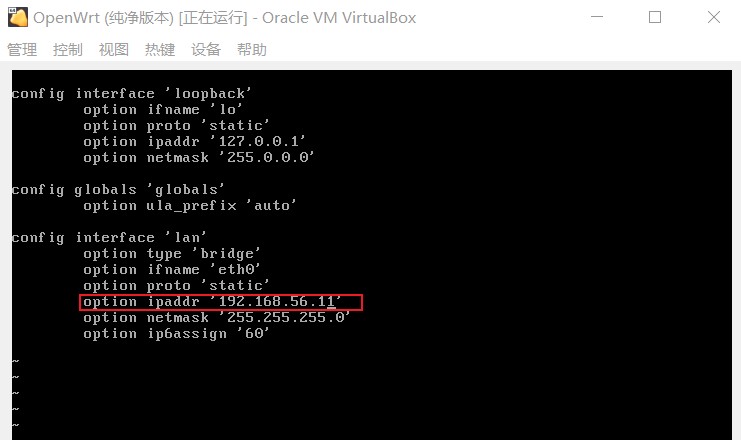 OpenWrt (纯净版本) [正在运行] - Oracle VM VirtualBox
管理 控制 视图 热键 设备 帮助
config interface 'loopback'
option ifname 'lo'
option proto 'static'
option ipaddr '127.0.0.1'
option netmask '255.0.0.0'
config globals 'globals'
option ula_prefix 'auto'
config interface 'lan'
option type 'bridge'
option ifname 'eth0'
option proto 'static'
option ipaddr '192.168.56.11'
option netmask '255.255.255.0'
option ip6assign '60'
~
~
~
~
~